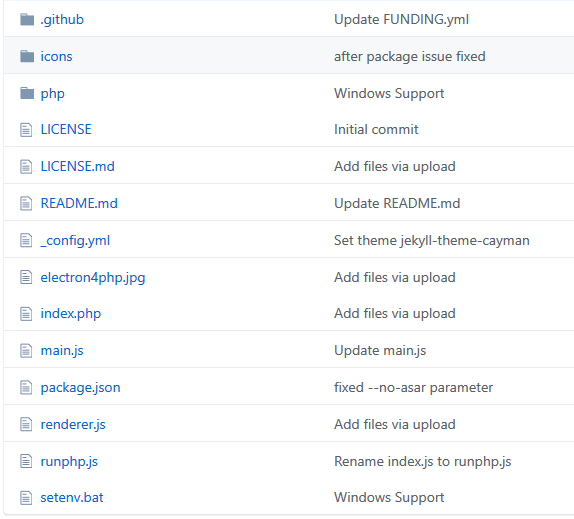 .github Update FUNDING.yml
icons after package issue fixed
php Windows Support
LICENSE Initial commit
LICENSE.md Add files via upload
README.md Update README.md
_config.yml Set theme jekyll-theme-cayman
electron4php.jpg Add files via upload
index.php Add files via upload
main.js Update main.js
package.json fixed --no-asar parameter
renderer.js Add files via upload
runphp.js Rename index.js to runphp.js
setenv.bat Windows Support